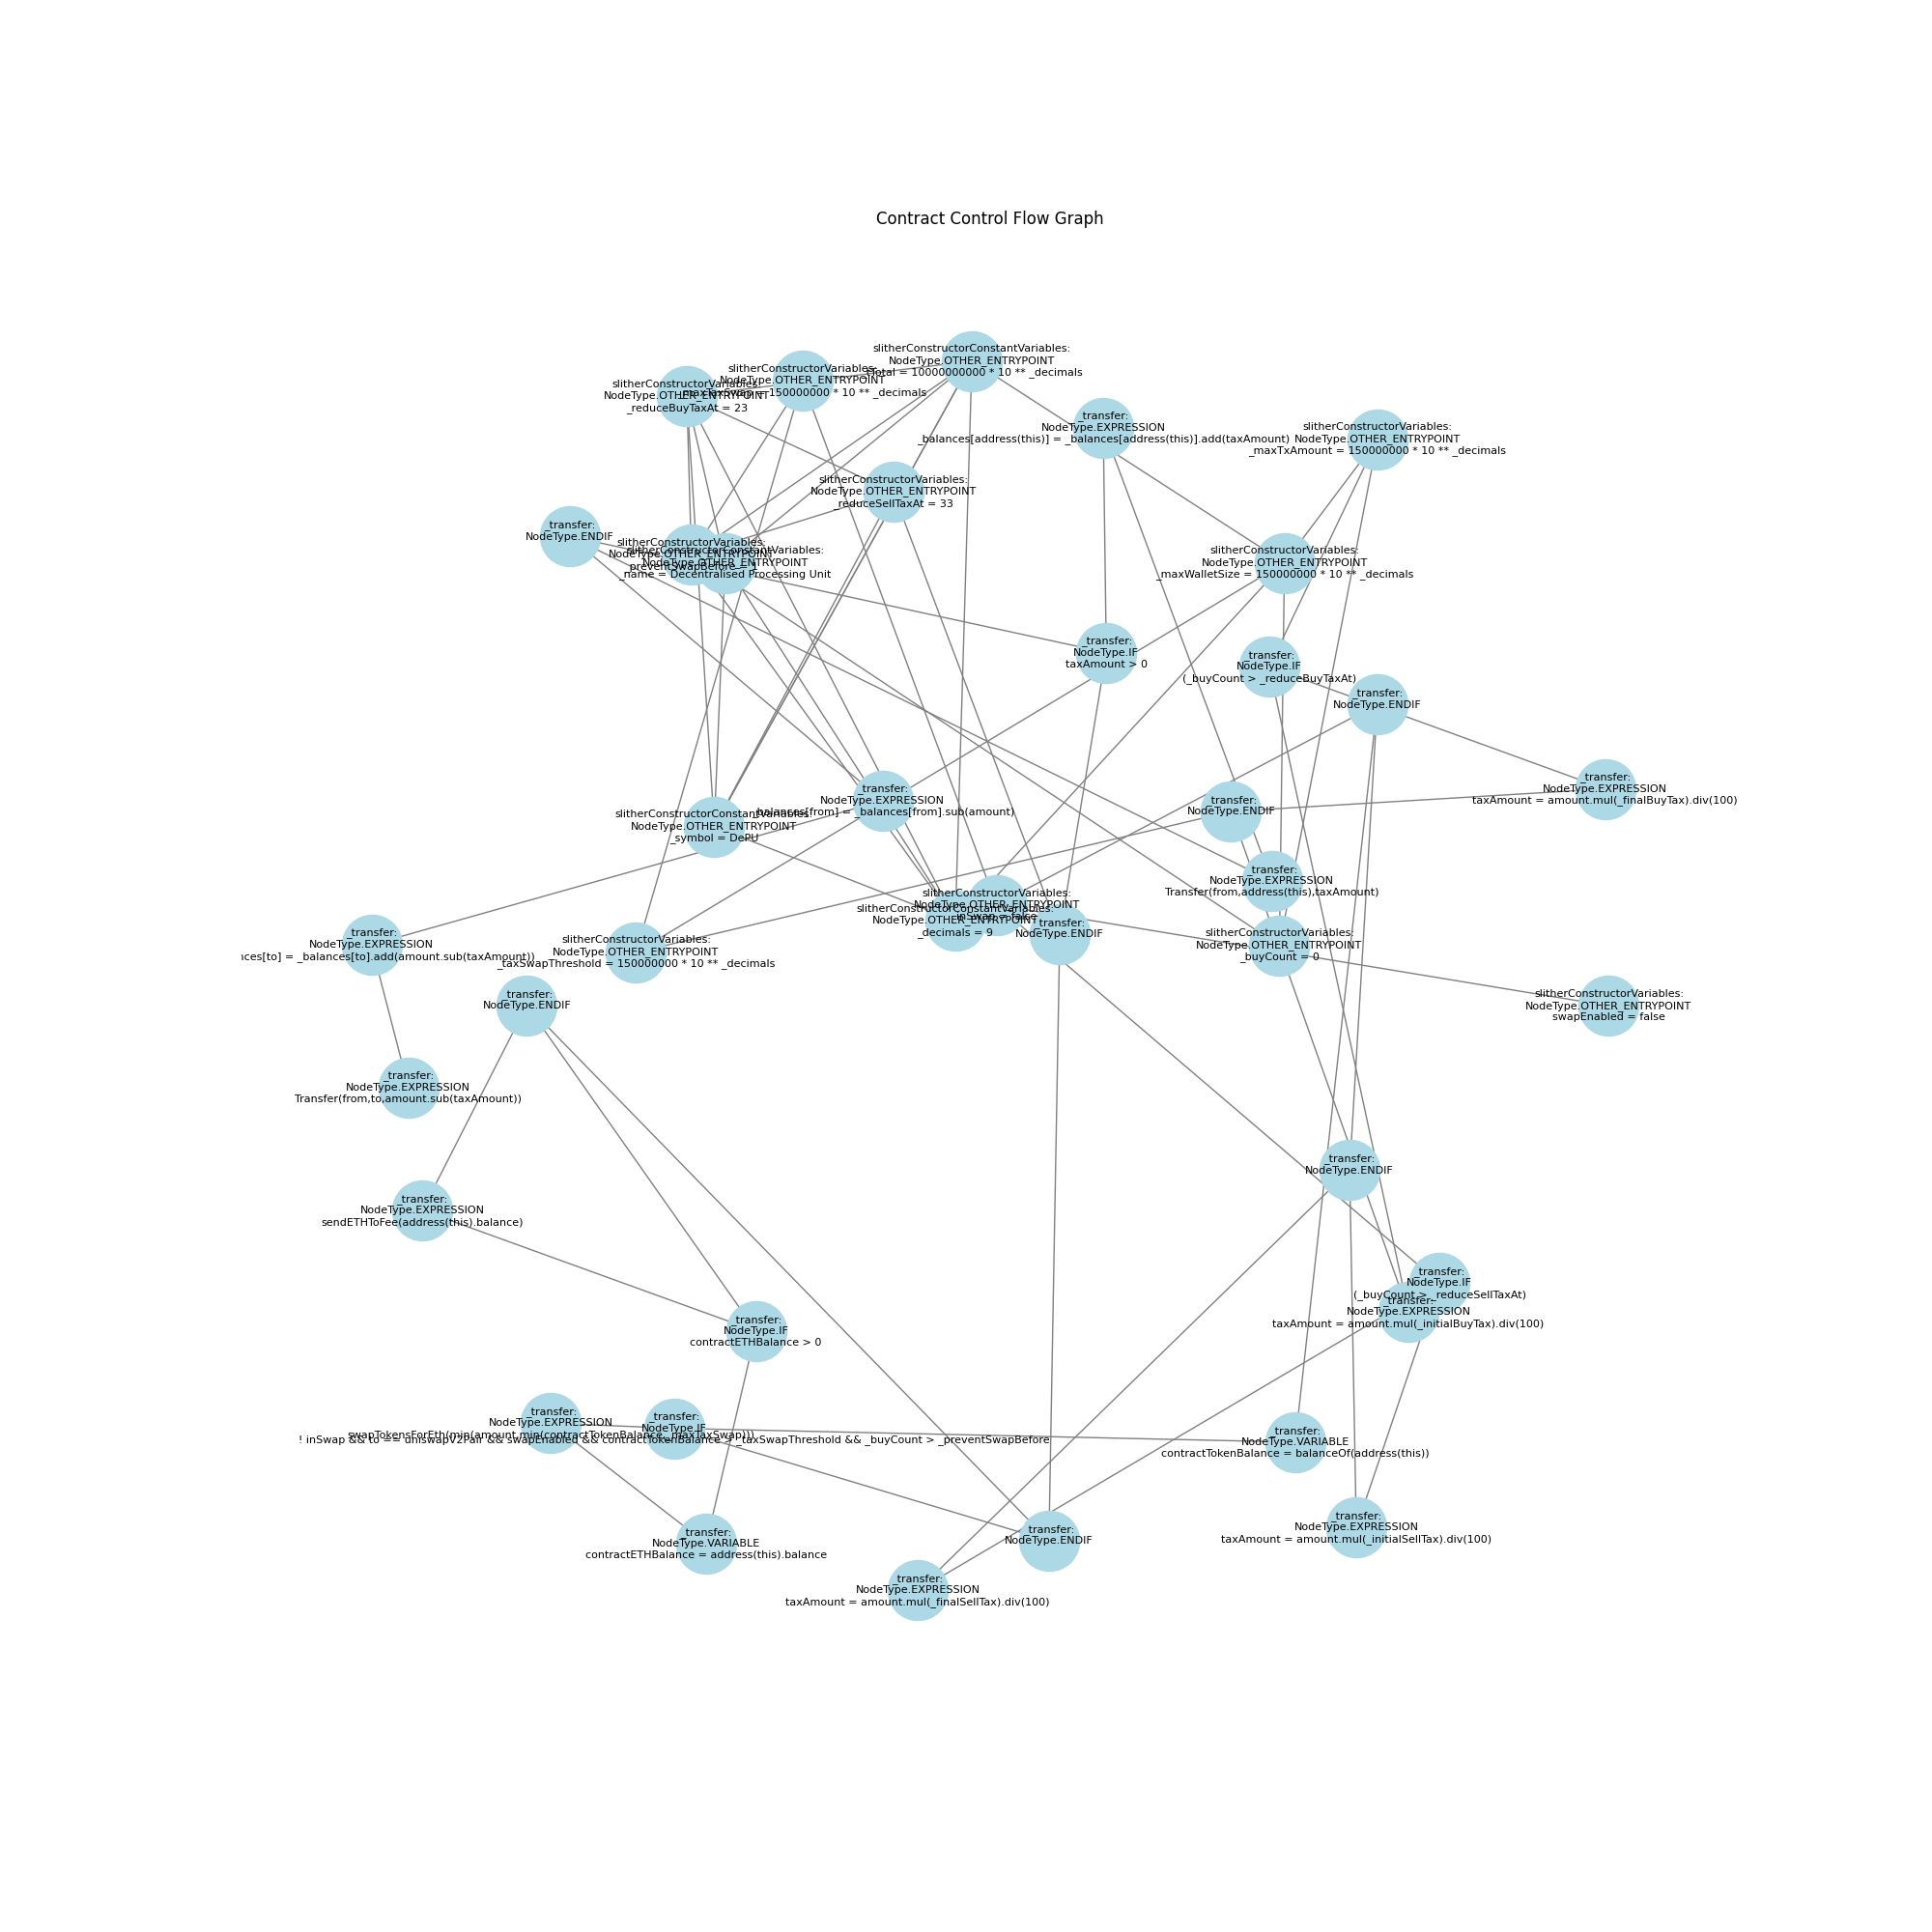 Contract Control Flow Graph
slitherConstructorConstantVariables:
NodeType.OTHER_ENTRYPOINT
_tTotal = 10000000000 * 10 ** _decimals
slitherConstructorVariables:
NodeType.OTHER_ENTRYPOINT
_maxTaxSwap = 150000000 * 10 ** _decimals
slitherConstructorVariables:
NodeType.OTHER_ENTRYPOINT
_reduceBuyTaxAt = 23
_transfer:
NodeType.EXPRESSION
_balances[address(this)] = _balances[address(this)].add(taxAmount)
slitherConstructorVariables:
NodeType.OTHER_ENTRYPOINT
_maxTxAmount = 150000000 * 10 ** _decimals
slitherConstructorVariables:
NodeType.OTHER_ENTRYPOINT
_reduceSellTaxAt = 33
_transfer:
NodeType.ENDIF
slitherConstructorVariables:
NodeType.OTHER_ENTRYPOINT
_preventSwapBefore = 1
slitherConstructorConstantVariables:
NodeType.OTHER_ENTRYPOINT
_name = Decentralised Processing Unit
slitherConstructorVariables:
NodeType.OTHER_ENTRYPOINT
_maxWalletSize = 150000000 * 10 ** _decimals
_transfer:
NodeType.IF
taxAmount > 0
_transfer:
NodeType.IF
(_buyCount > _reduceBuyTaxAt)
_transfer:
NodeType.ENDIF
_transfer:
NodeType.EXPRESSION
taxAmount = amount.mul(_finalBuyTax).div(100)
_transfer:
NodeType.EXPRESSION
_balances[from] = _balances[from].sub(amount)
_transfer:
NodeType.ENDIF
slitherConstructorConstantVariables:
NodeType.OTHER_ENTRYPOINT
_symbol = DePU
_transfer:
NodeType.EXPRESSION
Transfer(from,address(this),taxAmount)
slitherConstructorVariables:
NodeType.OTHER_ENTRYPOINT
inSwap = false
slitherConstructorConstantVariables:
NodeType.OTHER_ENTRYPOINT
_decimals = 9
_transfer:
NodeType.ENDIF
slitherConstructorVariables:
NodeType.OTHER_ENTRYPOINT
_buyCount = 0
_transfer:
NodeType.EXPRESSION
ces[to] = _balances[to].add(amount.sub(taxAmount))
slitherConstructorVariables:
NodeType.OTHER_ENTRYPOINT
_taxSwapThreshold = 150000000 * 10 ** _decimals
_transfer:
NodeType.ENDIF
slitherConstructorVariables:
NodeType.OTHER_ENTRYPOINT
swapEnabled = false
_transfer:
NodeType.EXPRESSION
Transfer(from,to,amount.sub(taxAmount))
_transfer:
NodeType.ENDIF
_transfer:
NodeType.EXPRESSION
sendETHToFee(address(this).balance)
_transfer:
NodeType.IF
(_buyCount > _reduceSellTaxAt)
_transfer:
NodeType.EXPRESSION
taxAmount = amount.mul(_initialBuyTax).div(100)
_transfer:
NodeType.IF
contractETHBalance > 0
_transfer:
NodeType.EXPRESSION
swapTokensForEth(min(amount,min(contractTokenBalance,_maxTaxSwap)))
_transfer:
NodeType.IF
! inSwap && to == uniswapV2Pair && swapEnabled && contractTokenBalance > _taxSwapThreshold && _buyCount > _preventSwapBefore
_transfer:
NodeType.VARIABLE
contractTokenBalance = balanceOf(address(this))
_transfer:
NodeType.EXPRESSION
taxAmount = amount.mul(_initialSellTax).div(100)
_transfer:
NodeType.VARIABLE
contractETHBalance = address(this).balance
_transfer:
NodeType.ENDIF
_transfer:
NodeType.EXPRESSION
taxAmount = amount.mul(_finalSellTax).div(100)